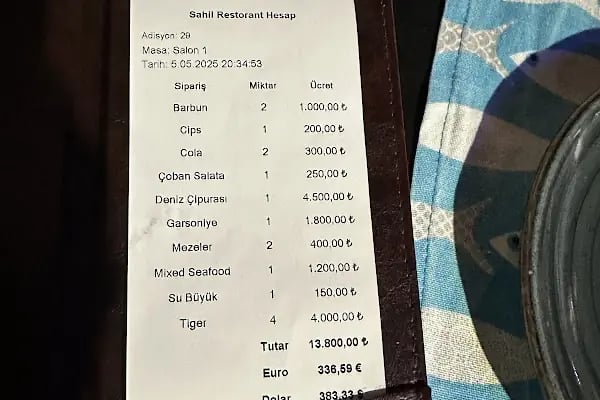 Sahil Restorant Hesap
Adisyon: 29
Masa: Salon 1
Tarih: 5.05.2025 20:34:53
Sipariş Miktar Ücret
Barbun 2 1.000,00 ₺
Cips 1 200,00 ₺
Cola 2 300,00 ₺
Çoban Salata 1 250,00 ₺
Deniz Çipurası 1 4.500,00 ₺
Garsoniye 1 1.800,00 ₺
Mezeler 2 400,00 ₺
Mixed Seafood 1 1.200,00 ₺
Su Büyük 1 150,00 ₺
Tiger 4 4.000,00 ₺
Tutar 13.800,00 ₺
Euro 336,59 €
Dolar 383,33 €